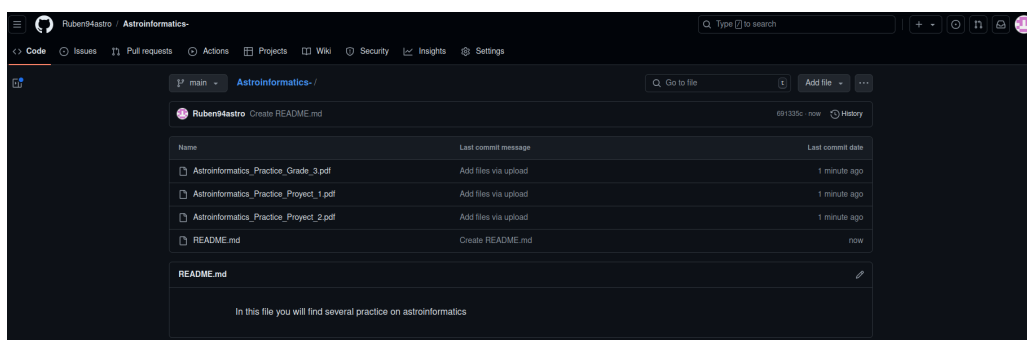 Ruben94astro / Astroinformatics-
Type / to search
<> Code Issues Pull requests Actions Projects Wiki Security Insights Settings
main Astroinformatics- / Go to file t Add file
Ruben94astro Create README.md 691335c · now History
Name Last commit message Last commit date
Astroinformatics_Practice_Grade_3.pdf Add files via upload 1 minute ago
Astroinformatics_Practice_Proyect_1.pdf Add files via upload 1 minute ago
Astroinformatics_Practice_Proyect_2.pdf Add files via upload 1 minute ago
README.md Create README.md now
README.md
In this file you will find several practice on astroinformatics